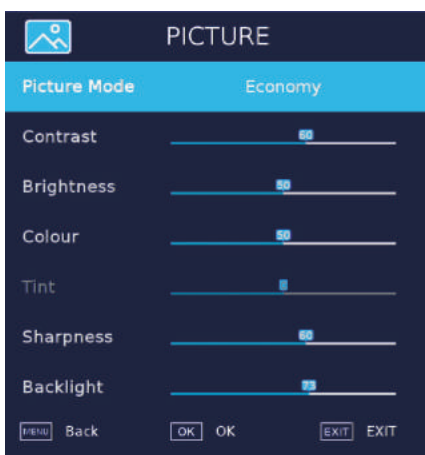 PICTURE
Picture Mode Economy
Contrast 60
Brightness 50
Colour 50
Tint
Sharpness 60
Backlight 73
MENU Back OK OK EXIT EXIT